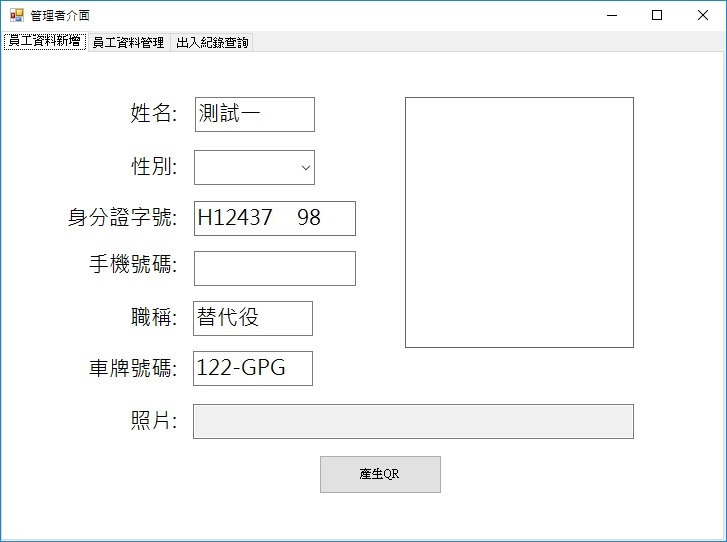 管理者介面
員工資料新增 員工資料管理 出入紀錄查詢
姓名: 測試一
性別:
身分證字號: H12437 98
手機號碼:
職稱: 替代役
車牌號碼: 122-GPG
照片:
產生QR